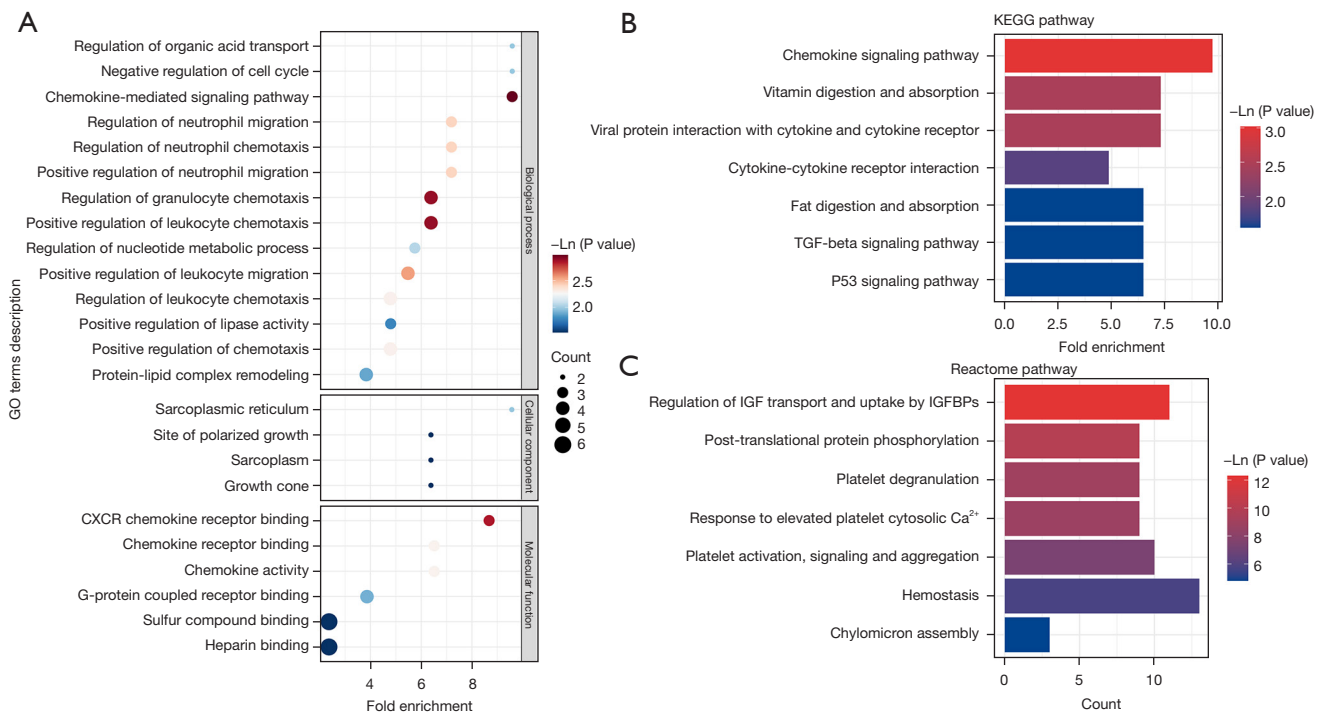 A
GO terms description
Regulation of organic acid transport
Negative regulation of cell cycle
Chemokine-mediated signaling pathway
Regulation of neutrophil migration
Regulation of neutrophil chemotaxis
Positive regulation of neutrophil migration
Regulation of granulocyte chemotaxis
Positive regulation of leukocyte chemotaxis
Regulation of nucleotide metabolic process
Positive regulation of leukocyte migration
Regulation of leukocyte chemotaxis
Positive regulation of lipase activity
Positive regulation of chemotaxis
Protein-lipid complex remodeling
Biological process
Sarcoplasmic reticulum
Site of polarized growth
Sarcoplasm
Growth cone
Cellular component
CXCR chemokine receptor binding
Chemokine receptor binding
Chemokine activity
G-protein coupled receptor binding
Sulfur compound binding
Heparin binding
Molecular function
4 6 8
Fold enrichment
−Ln (P value)
2.5
2.0
Count
2
3
4
5
6
B
KEGG pathway
Chemokine signaling pathway
Vitamin digestion and absorption
Viral protein interaction with cytokine and cytokine receptor
Cytokine-cytokine receptor interaction
Fat digestion and absorption
TGF-beta signaling pathway
P53 signaling pathway
0.0 2.5 5.0 7.5 10.0
Fold enrichment
−Ln (P value)
3.0
2.5
2.0
C
Reactome pathway
Regulation of IGF transport and uptake by IGFBPs
Post-translational protein phosphorylation
Platelet degranulation
Response to elevated platelet cytosolic Ca²⁺
Platelet activation, signaling and aggregation
Hemostasis
Chylomicron assembly
0 5 10
Count
−Ln (P value)
12
10
8
6